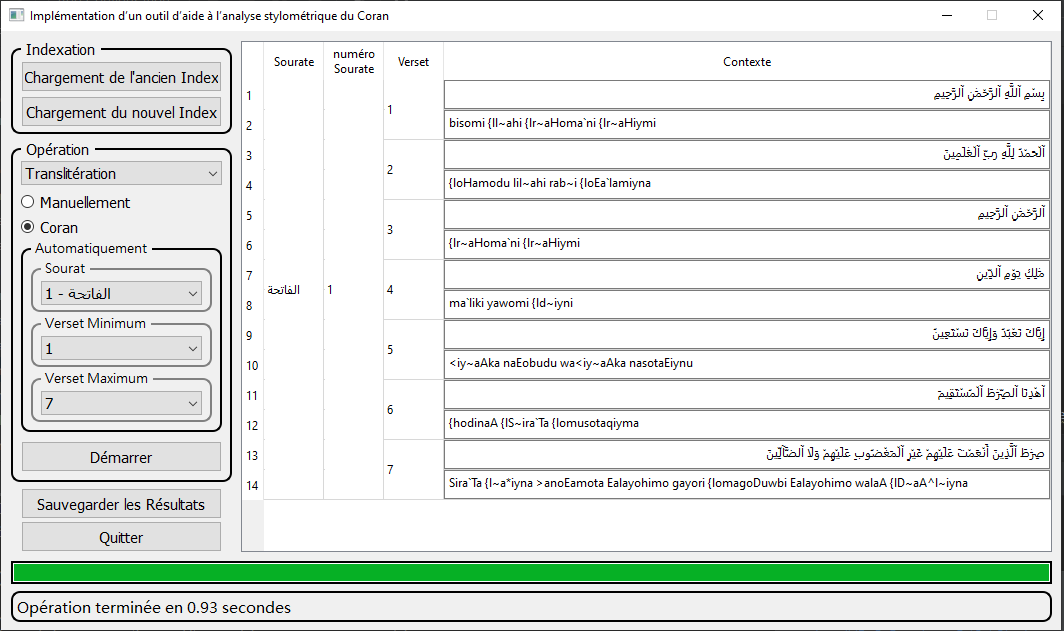 Implémentation d'un outil d'aide à l'analyse stylométrique du Coran
Indexation
Chargement de l'ancien Index
Chargement du nouvel Index
Opération
Translitération
Manuellement
Coran
Automatiquement
Sourat
1 - الفاتحة
Verset Minimum
1
Verset Maximum
7
Démarrer
Sauvegarder les Résultats
Quitter
Sourate
numéro
Sourate
Verset
Contexte
1
2
3
4
5
6
7
8
9
10
11
12
13
14
الفاتحة
1
1
بِسْمِ ٱللَّهِ ٱلرَّحْمَٰنِ ٱلرَّحِيمِ
bisomi {ll~ahi {lr~aHoma`ni {lr~aHiymi
2
ٱلْحَمْدُ لِلَّهِ رَبِّ ٱلْعَٰلَمِينَ
{loHamodu lil~ahi rab~i {loEa`lamiyna
3
ٱلرَّحْمَٰنِ ٱلرَّحِيمِ
{lr~aHoma`ni {lr~aHiymi
4
مَٰلِكِ يَوْمِ ٱلدِّينِ
ma`liki yawomi {ld~iyni
5
إِيَّاكَ نَعْبُدُ وَإِيَّاكَ نَسْتَعِينُ
<iy~aAka naEobudu wa<iy~aAka nasotaEiynu
6
ٱهْدِنَا ٱلصِّرَٰطَ ٱلْمُسْتَقِيمَ
{hodinaA {lS~ira`Ta {lomusotaqiyma
7
صِرَٰطَ ٱلَّذِينَ أَنْعَمْتَ عَلَيْهِمْ غَيْرِ ٱلْمَغْضُوبِ عَلَيْهِمْ وَلَا ٱلضَّآلِّينَ
Sira`Ta {l~a*iyna >anoEamota Ealayohimo gayori {lomagoDuwbi Ealayohimo walaA {lD~aA^l~iyna
Opération terminée en 0.93 secondes